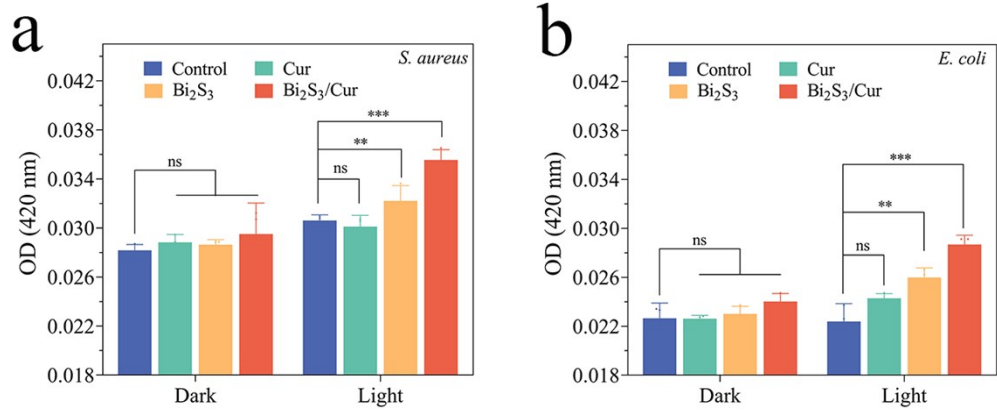 a
S. aureus
Control
Cur
Bi₂S₃
Bi₂S₃/Cur
OD (420 nm)
0.042
0.038
0.034
0.030
0.026
0.022
0.018
ns
ns
**
***
Dark
Light
b
E. coli
Control
Cur
Bi₂S₃
Bi₂S₃/Cur
OD (420 nm)
0.042
0.038
0.034
0.030
0.026
0.022
0.018
ns
ns
**
***
Dark
Light